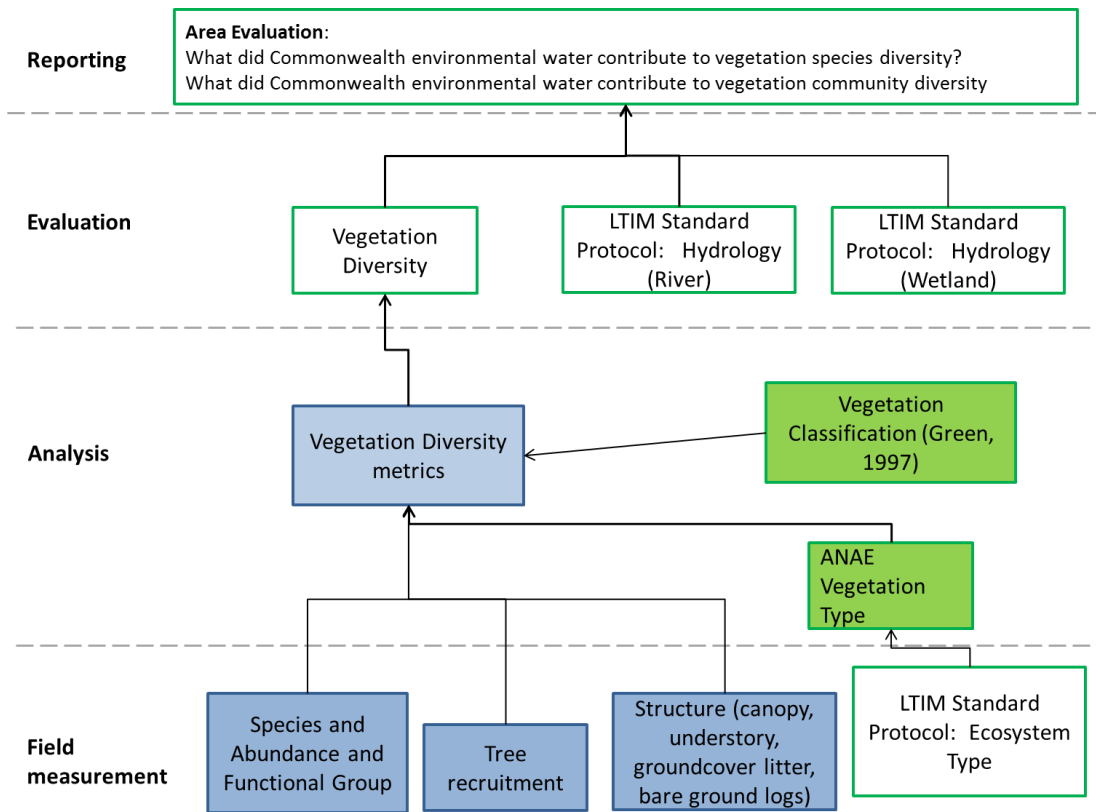 Reporting
Area Evaluation:
What did Commonwealth environmental water contribute to vegetation species diversity?
What did Commonwealth environmental water contribute to vegetation community diversity
Evaluation
Vegetation
Diversity
LTIM Standard
Protocol: Hydrology
(River)
LTIM Standard
Protocol: Hydrology
(Wetland)
Analysis
Vegetation Diversity
metrics
Vegetation
Classification (Green,
1997)
ANAE
Vegetation
Type
Field
measurement
Species and
Abundance and
Functional Group
Tree
recruitment
Structure (canopy,
understory,
groundcover litter,
bare ground logs)
LTIM Standard
Protocol: Ecosystem
Type